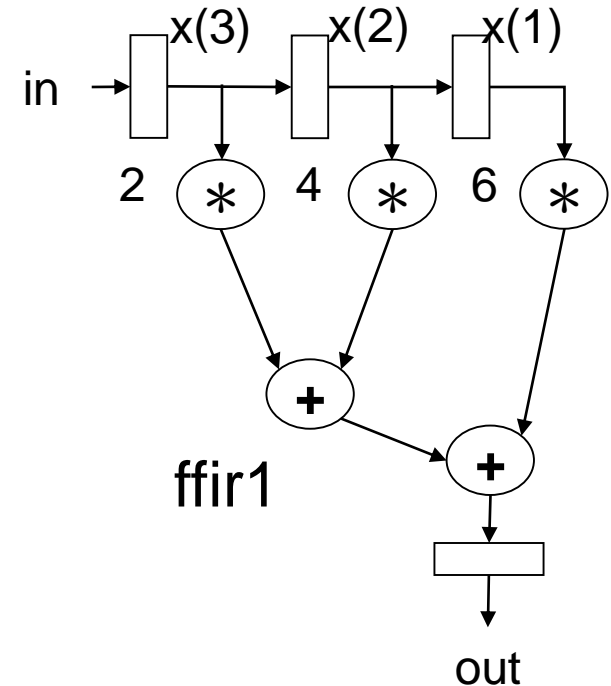 x(3) x(2) x(1)
in
2 * 4 * 6 *
+
+
ffir1
out